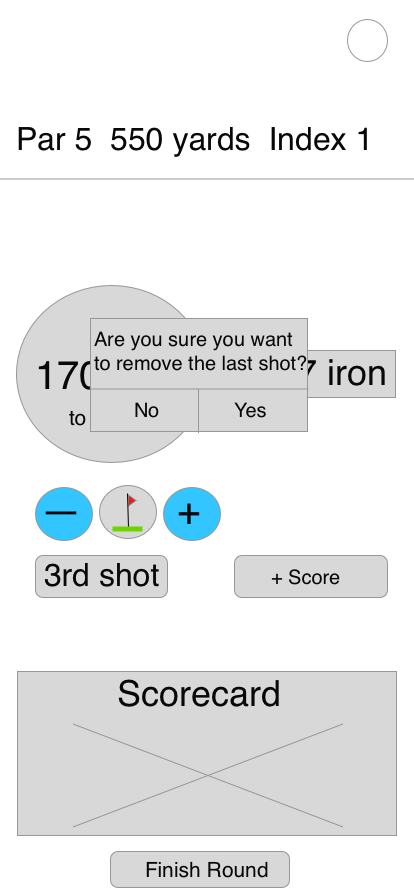 Par 5  550 yards  Index 1
Are you sure you want
to remove the last shot?
No
Yes
to
iron
3rd shot
+ Score
Scorecard
Finish Round